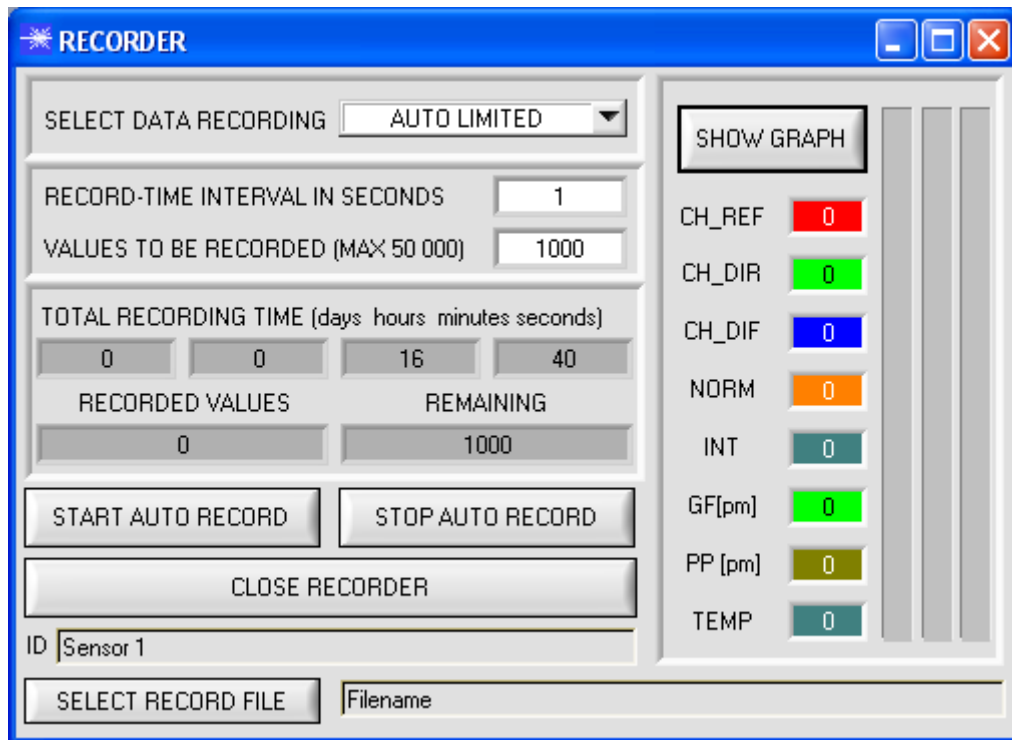 RECORDER
SELECT DATA RECORDING AUTO LIMITED
RECORD-TIME INTERVAL IN SECONDS 1
VALUES TO BE RECORDED (MAX 50 000) 1000
TOTAL RECORDING TIME (days hours minutes seconds)
0 0 16 40
RECORDED VALUES REMAINING
0 1000
START AUTO RECORD STOP AUTO RECORD
CLOSE RECORDER
ID Sensor 1
SELECT RECORD FILE Filename
SHOW GRAPH
CH_REF 0
CH_DIR 0
CH_DIF 0
NORM 0
INT 0
GF[pm] 0
PP [pm] 0
TEMP 0